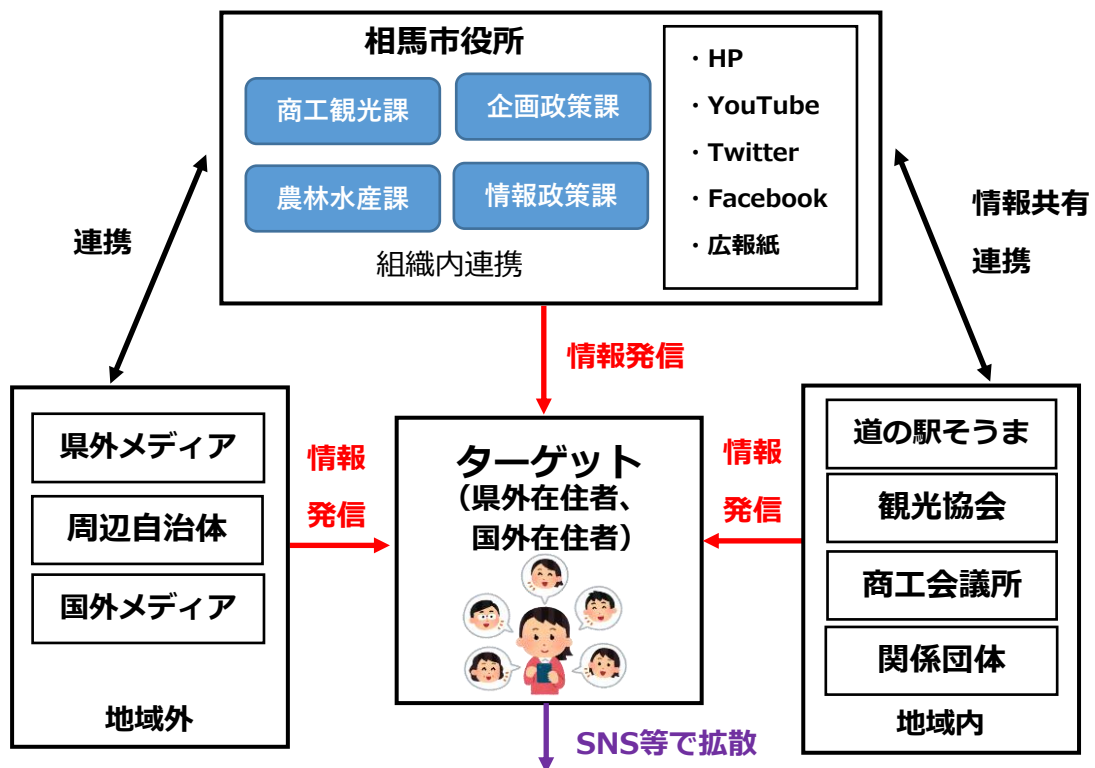 相馬市役所
商工観光課
企画政策課
農林水産課
情報政策課
組織内連携
・HP
・YouTube
・Twitter
・Facebook
・広報紙
連携
情報共有
連携
情報発信
県外メディア
周辺自治体
国外メディア
地域外
情報
発信
ターゲット
（県外在住者、
国外在住者）
情報
発信
道の駅そうま
観光協会
商工会議所
関係団体
地域内
SNS等で拡散